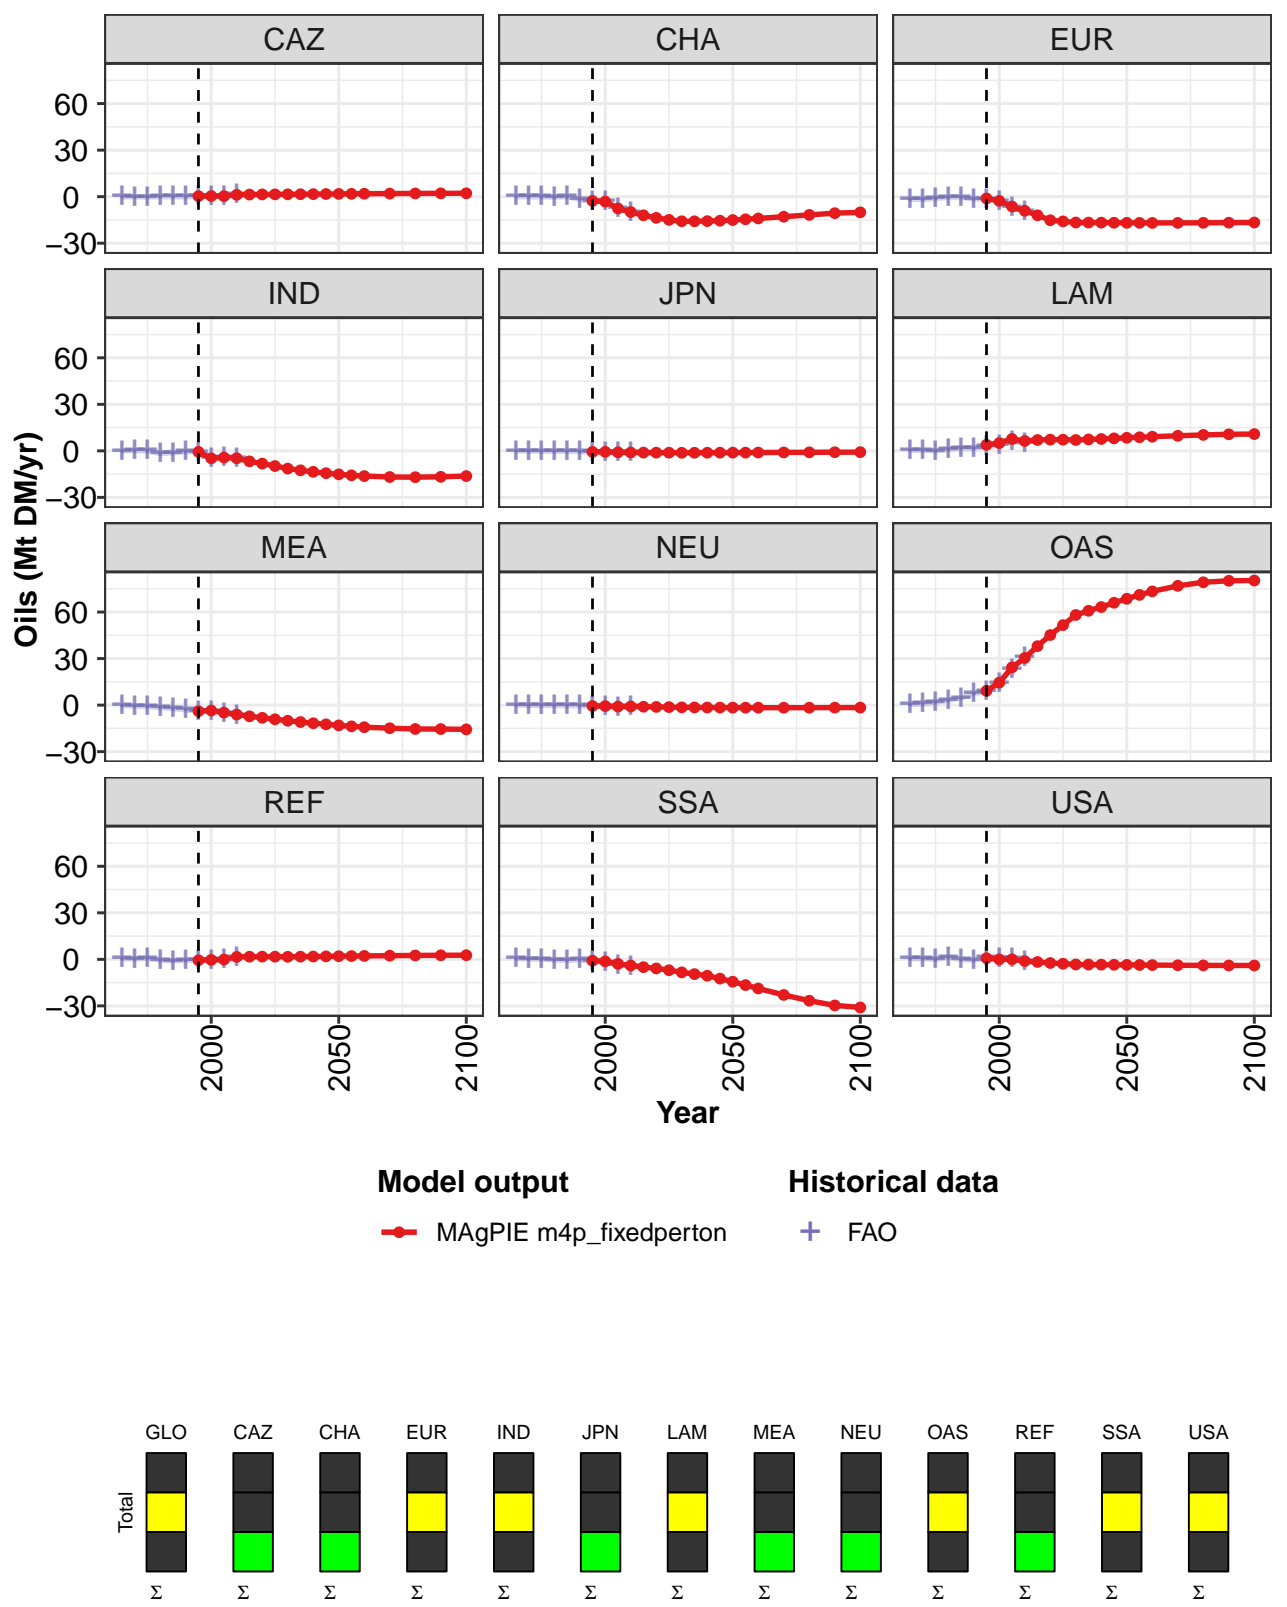 CAZ CHA EUR
60
30
0
−30
IND JPN LAM
60
30
0
−30
Oils (Mt DM/yr)
MEA NEU OAS
60
30
0
−30
REF SSA USA
60
30
0
−30
2000 2050 2100 2000 2050 2100 2000 2050 2100
Year
Model output Historical data
MAgPIE m4p_fixedperton FAO
GLO CAZ CHA EUR IND JPN LAM MEA NEU OAS REF SSA USA
Total
Σ Σ Σ Σ Σ Σ Σ Σ Σ Σ Σ Σ Σ